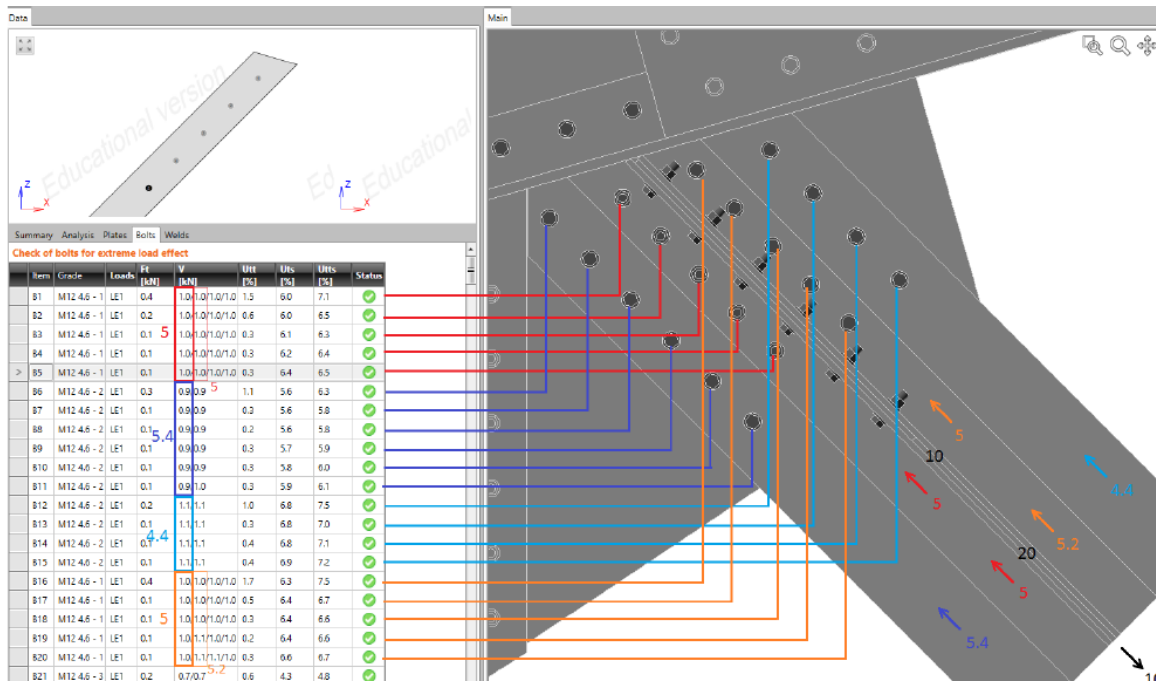 Data
Main
Educational version
Ed
Educational
Z
X
Z
X
Summary Analysis Plates Bolts Welds
Check of bolts for extreme load effect
Item Grade Loads Ft [kN] V [kN] Utt [%] Uts [%] Utts [%] Status
B1 M12 4.6 - 1 LE1 0.4 1.0/1.0/1.0/1.0 1.5 6.0 7.1
B2 M12 4.6 - 1 LE1 0.2 1.0/1.0/1.0/1.0 0.6 6.0 6.5
B3 M12 4.6 - 1 LE1 0.1 5 1.0/1.0/1.0/1.0 0.3 6.1 6.3
B4 M12 4.6 - 1 LE1 0.1 1.0/1.0/1.0/1.0 0.3 6.2 6.4
> B5 M12 4.6 - 1 LE1 0.1 1.0/1.0/1.0/1.0 0.3 6.4 6.5
5
B6 M12 4.6 - 2 LE1 0.3 0.9/0.9 1.1 5.6 6.3
B7 M12 4.6 - 2 LE1 0.1 0.9/0.9 0.3 5.6 5.8
B8 M12 4.6 - 2 LE1 0.1 0.9/0.9 0.2 5.6 5.8
5.4
B9 M12 4.6 - 2 LE1 0.1 0.9/0.9 0.3 5.7 5.9
B10 M12 4.6 - 2 LE1 0.1 0.9/0.9 0.3 5.8 6.0
B11 M12 4.6 - 2 LE1 0.1 0.9/1.0 0.3 5.9 6.1
B12 M12 4.6 - 2 LE1 0.2 1.1/1.1 1.0 6.8 7.5
B13 M12 4.6 - 2 LE1 0.1 1.1/1.1 0.3 6.8 7.0
4.4
B14 M12 4.6 - 2 LE1 0.1 1.1/1.1 0.4 6.8 7.1
B15 M12 4.6 - 2 LE1 0.1 1.1/1.1 0.4 6.9 7.2
B16 M12 4.6 - 1 LE1 0.4 1.0/1.0/1.0/1.0 1.7 6.3 7.5
B17 M12 4.6 - 1 LE1 0.1 1.0/1.0/1.0/1.0 0.5 6.4 6.7
B18 M12 4.6 - 1 LE1 0.1 5 1.0/1.0/1.0/1.0 0.3 6.4 6.6
B19 M12 4.6 - 1 LE1 0.1 1.0/1.1/1.0/1.0 0.2 6.4 6.6
B20 M12 4.6 - 1 LE1 0.1 1.0/1.1/1.1/1.0 0.3 6.6 6.7
5.2
B21 M12 4.6 - 3 LE1 0.2 0.7/0.7 0.6 4.3 4.8
5
10
4.4
5
5.2
20
5
5.4